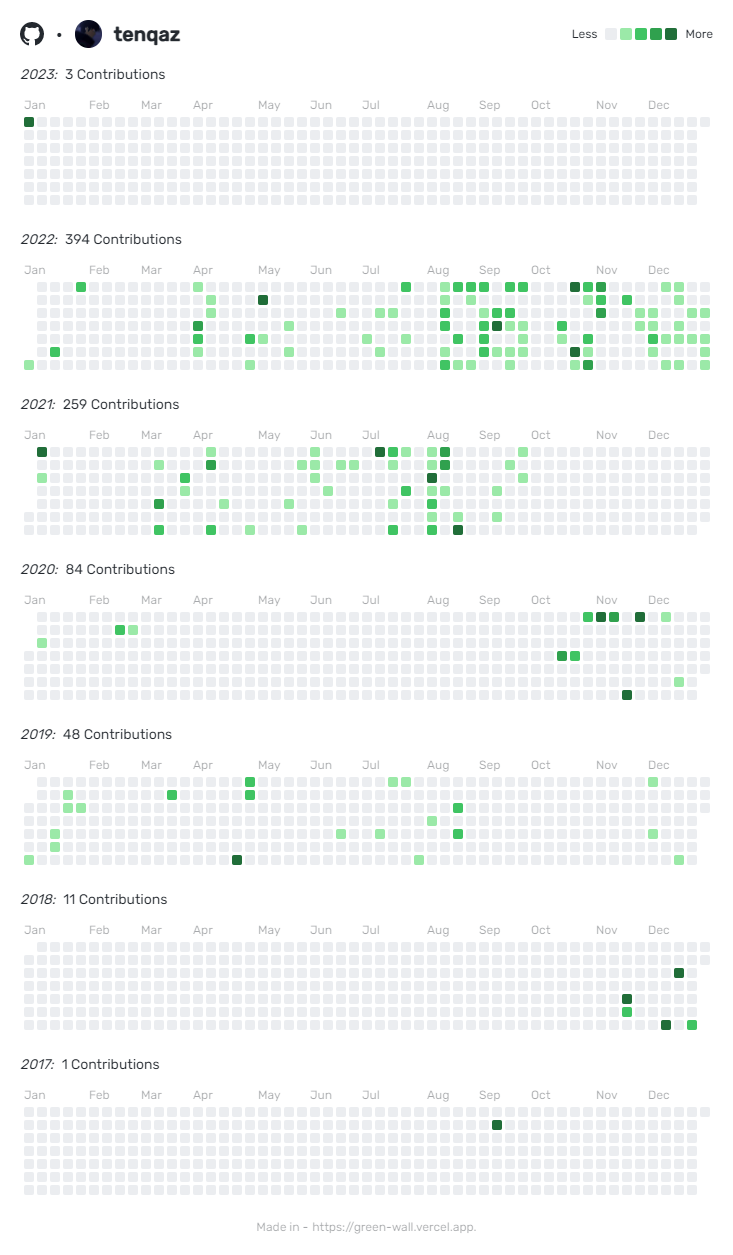 • tenqaz Less More
2023: 3 Contributions
Jan Feb Mar Apr May Jun Jul Aug Sep Oct Nov Dec
2022: 394 Contributions
Jan Feb Mar Apr May Jun Jul Aug Sep Oct Nov Dec
2021: 259 Contributions
Jan Feb Mar Apr May Jun Jul Aug Sep Oct Nov Dec
2020: 84 Contributions
Jan Feb Mar Apr May Jun Jul Aug Sep Oct Nov Dec
2019: 48 Contributions
Jan Feb Mar Apr May Jun Jul Aug Sep Oct Nov Dec
2018: 11 Contributions
Jan Feb Mar Apr May Jun Jul Aug Sep Oct Nov Dec
2017: 1 Contributions
Jan Feb Mar Apr May Jun Jul Aug Sep Oct Nov Dec
Made in - https://green-wall.vercel.app.